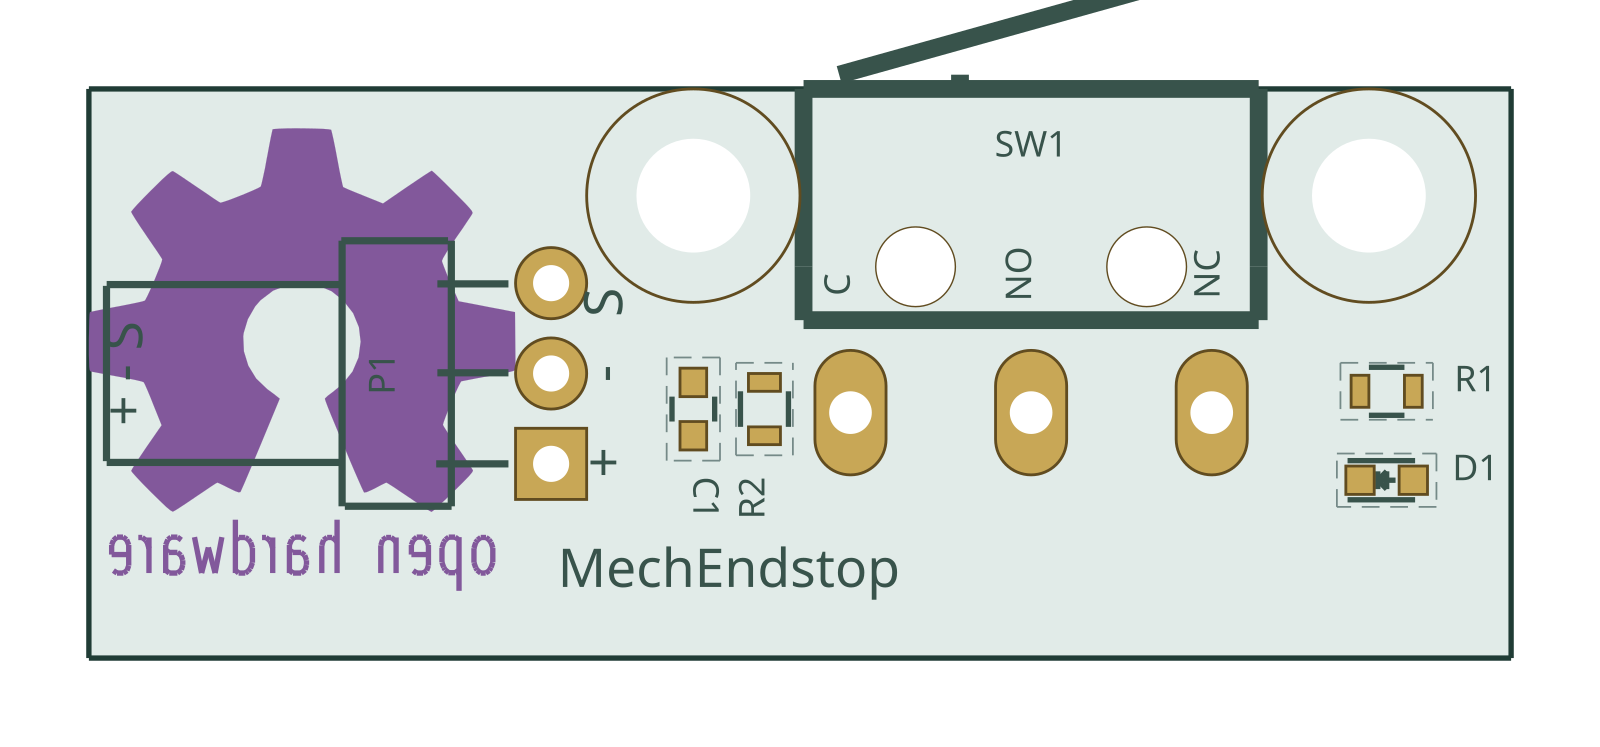 SW1
C
NO
NC
S
-
+
S
-
+
P1
C1
R2
R1
D1
open hardware
MechEndstop